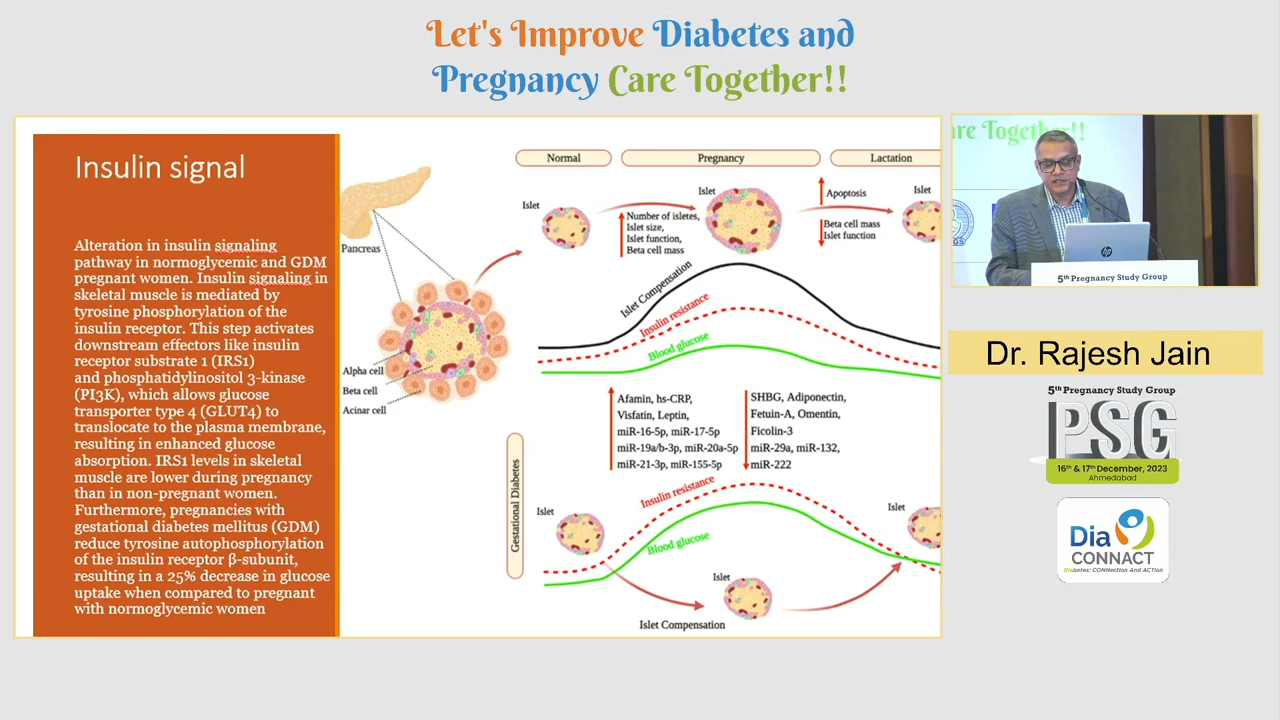 Let's Improve Diabetes and
Pregnancy Care Together!!
Insulin signal
Alteration in insulin signaling
pathway in normoglycemic and GDM
pregnant women. Insulin signaling in
skeletal muscle is mediated by
tyrosine phosphorylation of the
insulin receptor. This step activates
downstream effectors like insulin
receptor substrate 1 (IRS1)
and phosphatidylinositol 3-kinase
(PI3K), which allows glucose
transporter type 4 (GLUT4) to
translocate to the plasma membrane,
resulting in enhanced glucose
absorption. IRS1 levels in skeletal
muscle are lower during pregnancy
than in non-pregnant women.
Furthermore, pregnancies with
gestational diabetes mellitus (GDM)
reduce tyrosine autophosphorylation
of the insulin receptor β-subunit,
resulting in a 25% decrease in glucose
uptake when compared to pregnant
with normoglycemic women
Pancreas
Alpha cell
Beta cell
Acinar cell
Normal
Pregnancy
Lactation
Islet
Number of isletes,
Islet size,
Islet function,
Beta cell mass
Islet
Apoptosis
Beta cell mass
Islet function
Islet
Islet Compensation
Insulin resistance
Blood glucose
Afamin, hs-CRP,
Visfatin, Leptin,
miR-16-5p, miR-17-5p
miR-19a/b-3p, miR-20a-5p
miR-21-3p, miR-155-5p
SHBG, Adiponectin,
Fetuin-A, Omentin,
Ficolin-3
miR-29a, miR-132,
miR-222
Gestational Diabetes
Islet
Insulin resistance
Blood glucose
Islet
Islet
Islet Compensation
are Together!!
hp
5th Pregnancy Study Group
Dr. Rajesh Jain
5th Pregnancy Study Group
PSG
16th & 17th December, 2023
Ahmedabad
Dia
CONNACT
Diabetes: CONNection And ACTion